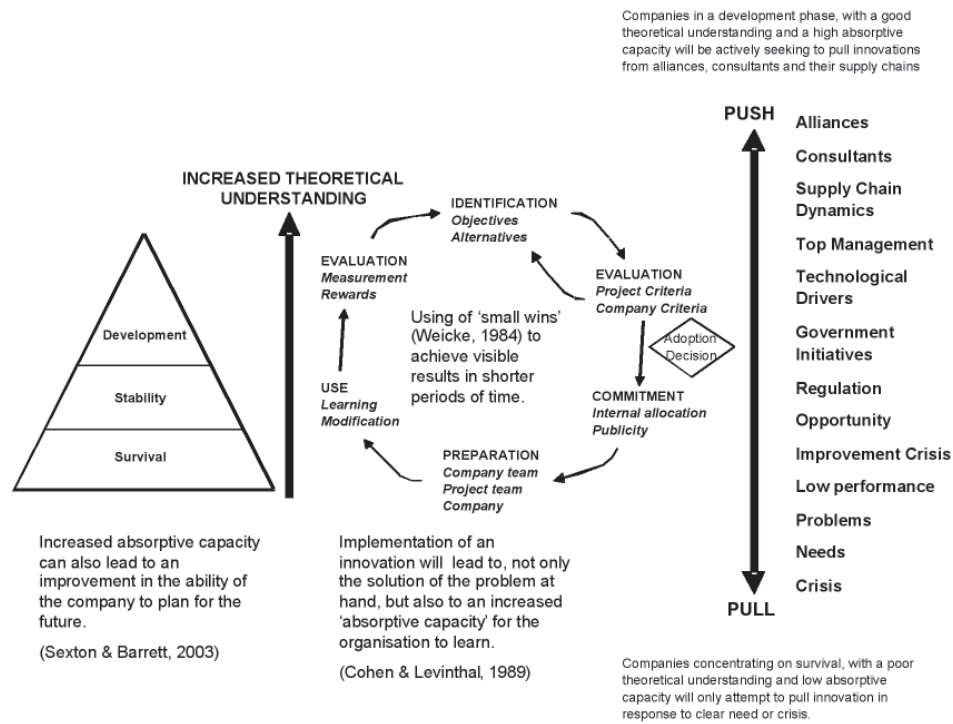 Companies in a development phase, with a good
theoretical understanding and a high absorptive
capacity will be actively seeking to pull innovations
from alliances, consultants and their supply chains
PUSH
Alliances
Consultants
Supply Chain
Dynamics
Top Management
Technological
Drivers
Government
Initiatives
Regulation
Opportunity
Improvement Crisis
Low performance
Problems
Needs
Crisis
PULL
INCREASED THEORETICAL
UNDERSTANDING
IDENTIFICATION
Objectives
Alternatives
EVALUATION
Project Criteria
Company Criteria
Adoption
Decision
COMMITMENT
Internal allocation
Publicity
PREPARATION
Company team
Project team
Company
USE
Learning
Modification
EVALUATION
Measurement
Rewards
Using of ‘small wins’
(Weicke, 1984) to
achieve visible
results in shorter
periods of time.
Development
Stability
Survival
Increased absorptive capacity
can also lead to an
improvement in the ability of
the company to plan for the
future.
(Sexton & Barrett, 2003)
Implementation of an
innovation will lead to, not only
the solution of the problem at
hand, but also to an increased
‘absorptive capacity’ for the
organisation to learn.
(Cohen & Levinthal, 1989)
Companies concentrating on survival, with a poor
theoretical understanding and low absorptive
capacity will only attempt to pull innovation in
response to clear need or crisis.